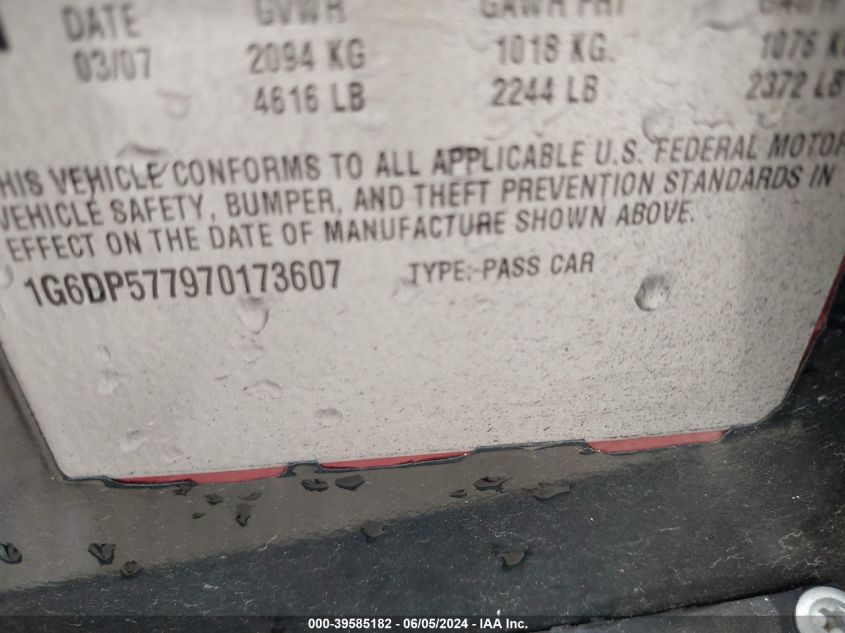 DATE GVWR GAWR FRT GAWR
03/07 2094 KG 1018 KG. 1076 K
4616 LB 2244 LB 2372 LB
HIS VEHICLE CONFORMS TO ALL APPLICABLE U.S. FEDERAL MOTOR
VEHICLE SAFETY, BUMPER, AND THEFT PREVENTION STANDARDS IN
EFFECT ON THE DATE OF MANUFACTURE SHOWN ABOVE.
1G6DP577970173607 TYPE: PASS CAR
000-39585182 / 06/05/2024 - IAA Inc.